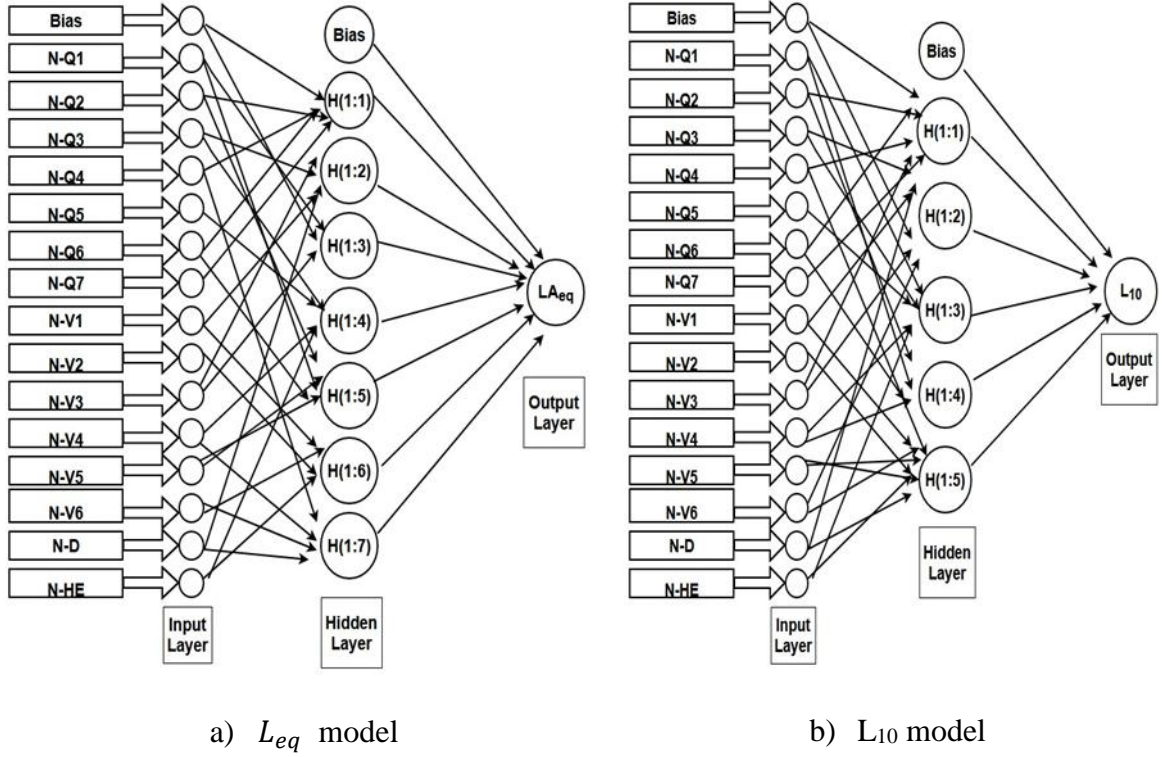 Bias
N-Q1
N-Q2
N-Q3
N-Q4
N-Q5
N-Q6
N-Q7
N-V1
N-V2
N-V3
N-V4
N-V5
N-V6
N-D
N-HE
Input
Layer
Bias
H(1:1)
H(1:2)
H(1:3)
H(1:4)
H(1:5)
H(1:6)
H(1:7)
Hidden
Layer
LAeq
Output
Layer
a) Leq model
Bias
N-Q1
N-Q2
N-Q3
N-Q4
N-Q5
N-Q6
N-Q7
N-V1
N-V2
N-V3
N-V4
N-V5
N-V6
N-D
N-HE
Input
Layer
Bias
H(1:1)
H(1:2)
H(1:3)
H(1:4)
H(1:5)
Hidden
Layer
L10
Output
Layer
b) L10 model